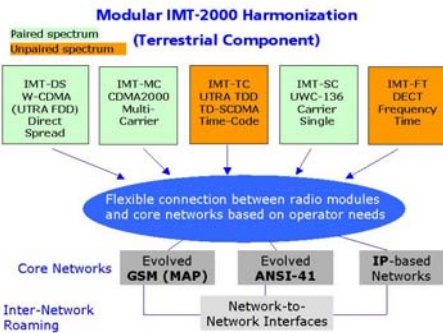 Modular IMT-2000 Harmonization
(Terrestrial Component)
Paired spectrum
Unpaired spectrum
IMT-DS
W-CDMA
(UTRA FDD)
Direct
Spread
IMT-MC
CDMA2000
Multi-
Carrier
IMT-TC
UTRA TDD
TD-SCDMA
Time-Code
IMT-SC
UWC-136
Carrier
Single
IMT-FT
DECT
Frequency
Time
Flexible connection between radio modules
and core networks based on operator needs
Core Networks
Evolved
GSM (MAP)
Evolved
ANSI-41
IP-based
Networks
Inter-Network
Roaming
Network-to-
Network Interfaces